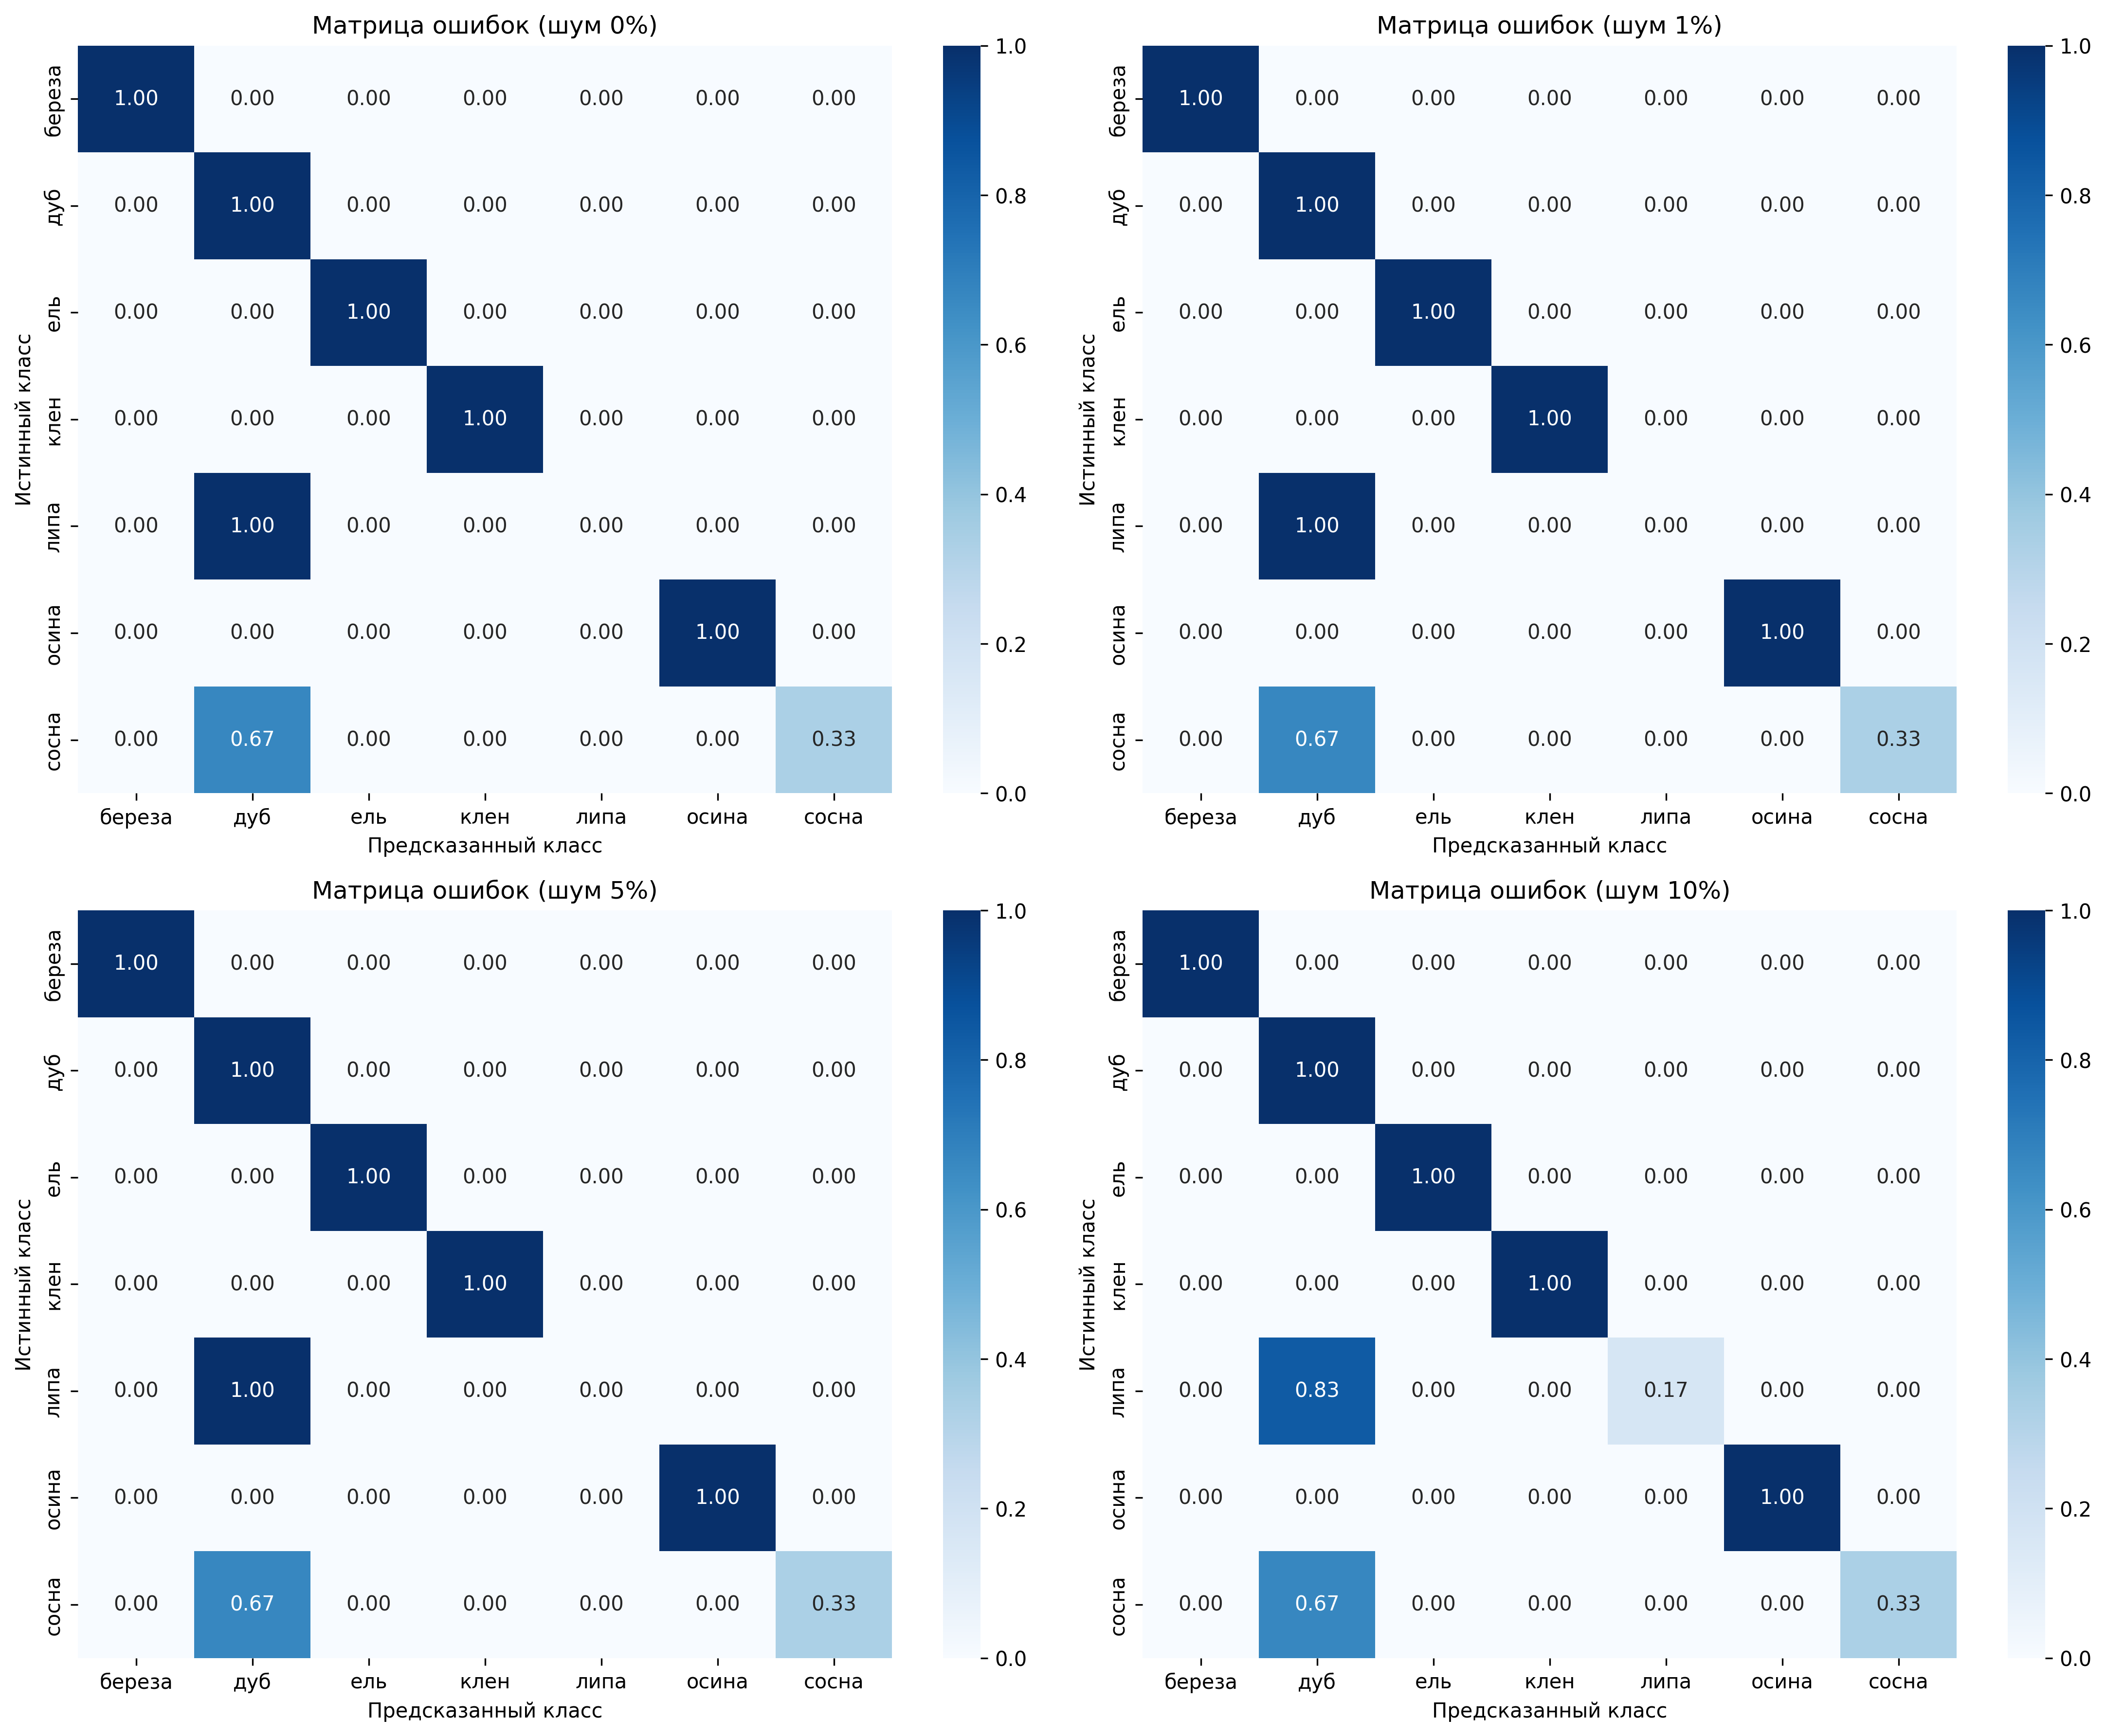 Матрица ошибок (шум 0%)
береза 1.00 0.00 0.00 0.00 0.00 0.00 0.00
дуб 0.00 1.00 0.00 0.00 0.00 0.00 0.00
ель 0.00 0.00 1.00 0.00 0.00 0.00 0.00
клен 0.00 0.00 0.00 1.00 0.00 0.00 0.00
липа 0.00 1.00 0.00 0.00 0.00 0.00 0.00
осина 0.00 0.00 0.00 0.00 0.00 1.00 0.00
сосна 0.00 0.67 0.00 0.00 0.00 0.00 0.33
береза дуб ель клен липа осина сосна
Предсказанный класс
Истинный класс
1.0
0.8
0.6
0.4
0.2
0.0
Матрица ошибок (шум 1%)
береза 1.00 0.00 0.00 0.00 0.00 0.00 0.00
дуб 0.00 1.00 0.00 0.00 0.00 0.00 0.00
ель 0.00 0.00 1.00 0.00 0.00 0.00 0.00
клен 0.00 0.00 0.00 1.00 0.00 0.00 0.00
липа 0.00 1.00 0.00 0.00 0.00 0.00 0.00
осина 0.00 0.00 0.00 0.00 0.00 1.00 0.00
сосна 0.00 0.67 0.00 0.00 0.00 0.00 0.33
береза дуб ель клен липа осина сосна
Предсказанный класс
Истинный класс
1.0
0.8
0.6
0.4
0.2
0.0
Матрица ошибок (шум 5%)
береза 1.00 0.00 0.00 0.00 0.00 0.00 0.00
дуб 0.00 1.00 0.00 0.00 0.00 0.00 0.00
ель 0.00 0.00 1.00 0.00 0.00 0.00 0.00
клен 0.00 0.00 0.00 1.00 0.00 0.00 0.00
липа 0.00 1.00 0.00 0.00 0.00 0.00 0.00
осина 0.00 0.00 0.00 0.00 0.00 1.00 0.00
сосна 0.00 0.67 0.00 0.00 0.00 0.00 0.33
береза дуб ель клен липа осина сосна
Предсказанный класс
Истинный класс
1.0
0.8
0.6
0.4
0.2
0.0
Матрица ошибок (шум 10%)
береза 1.00 0.00 0.00 0.00 0.00 0.00 0.00
дуб 0.00 1.00 0.00 0.00 0.00 0.00 0.00
ель 0.00 0.00 1.00 0.00 0.00 0.00 0.00
клен 0.00 0.00 0.00 1.00 0.00 0.00 0.00
липа 0.00 0.83 0.00 0.00 0.17 0.00 0.00
осина 0.00 0.00 0.00 0.00 0.00 1.00 0.00
сосна 0.00 0.67 0.00 0.00 0.00 0.00 0.33
береза дуб ель клен липа осина сосна
Предсказанный класс
Истинный класс
1.0
0.8
0.6
0.4
0.2
0.0